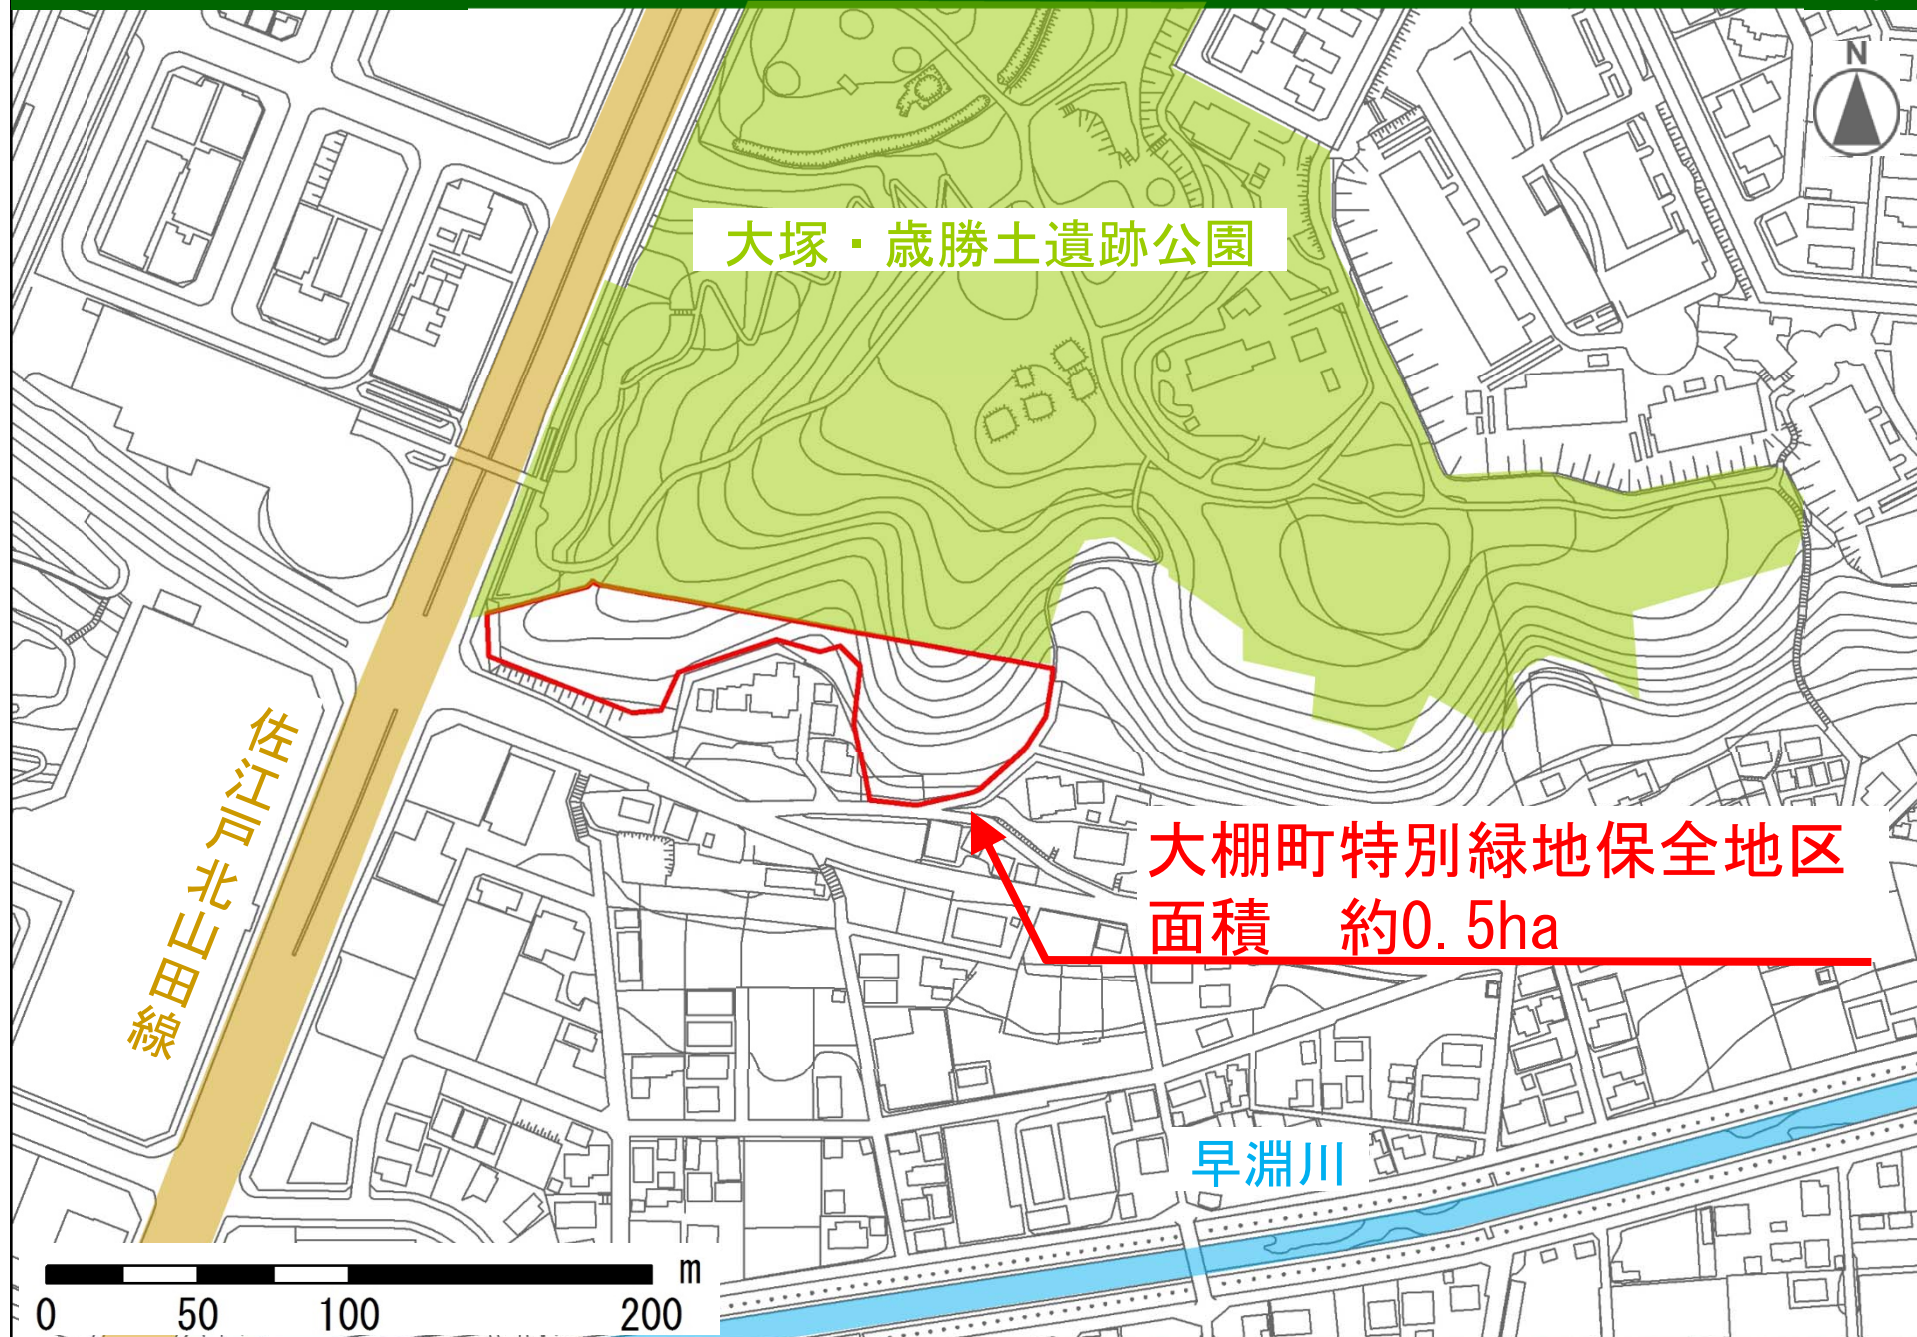 N
大塚・歳勝土遺跡公園
佐江戸北山田線
大棚町特別緑地保全地区
面積　約0.5ha
早淵川
m
0 50 100 200